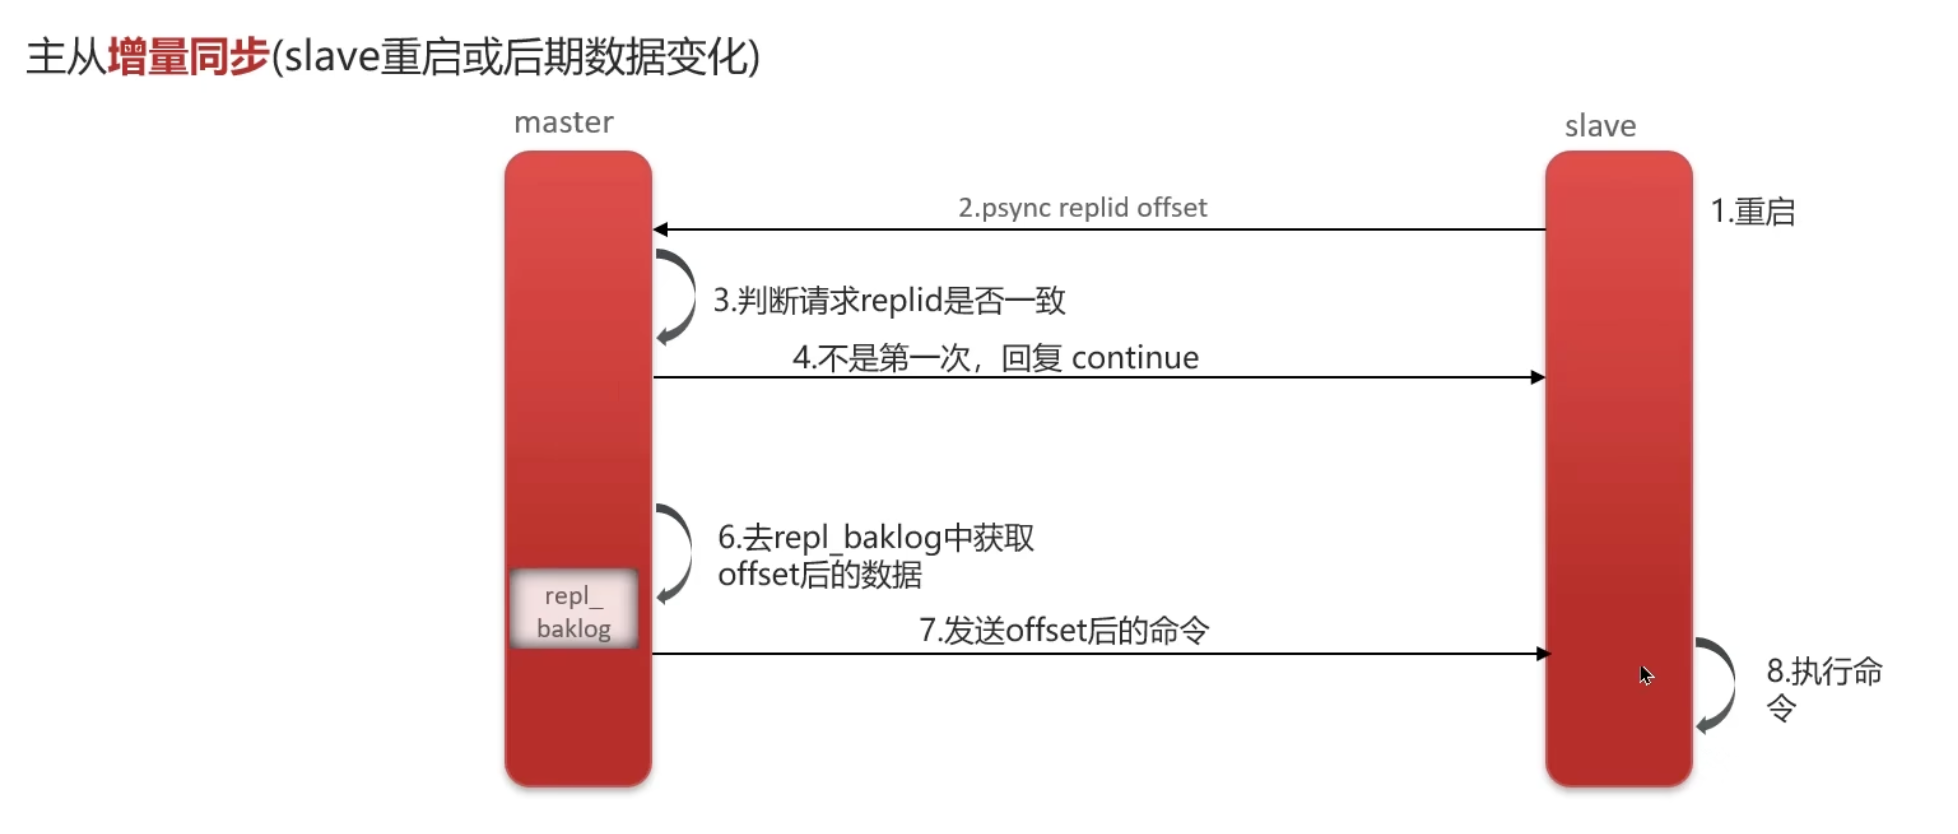 主从增量同步(slave重启或后期数据变化)
master
slave
1.重启
2.psync replid offset
3.判断请求replid是否一致
4.不是第一次，回复 continue
6.去repl_baklog中获取
offset后的数据
repl_
baklog
7.发送offset后的命令
8.执行命
令